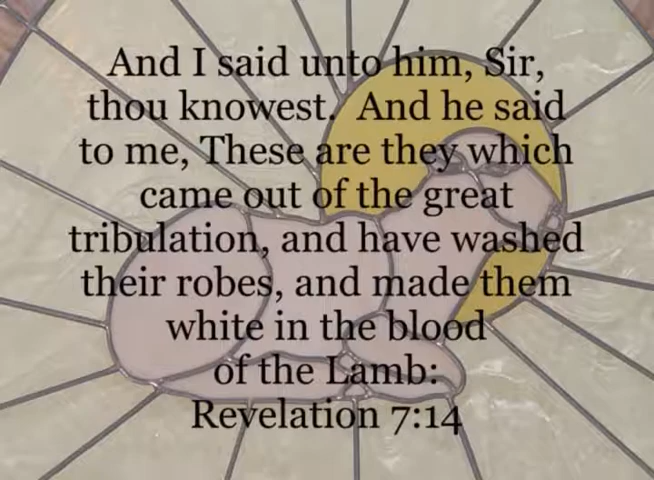 And I said unto him, Sir,
thou knowest.  And he said
to me, These are they which
came out of the great
tribulation, and have washed
their robes, and made them
white in the blood
of the Lamb:
Revelation 7:14